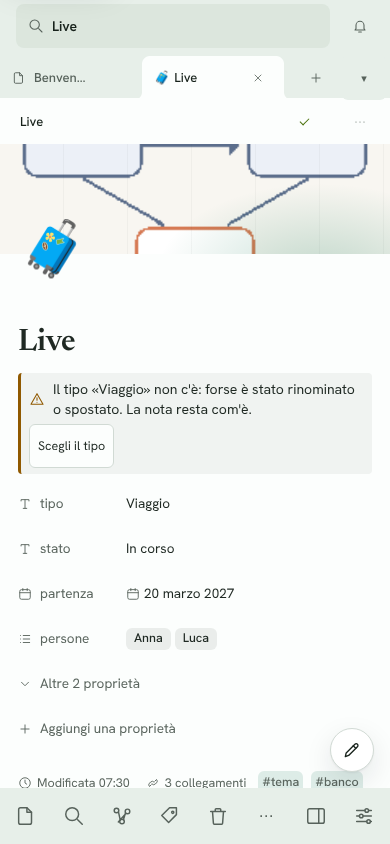 Live
Benven...
Live
Live
Live
Il tipo «Viaggio» non c'è: forse è stato rinominato
o spostato. La nota resta com'è.
Scegli il tipo
tipo Viaggio
stato In corso
partenza 20 marzo 2027
persone Anna Luca
Altre 2 proprietà
Aggiungi una proprietà
Modificata 07:30 3 collegamenti #tema #banco